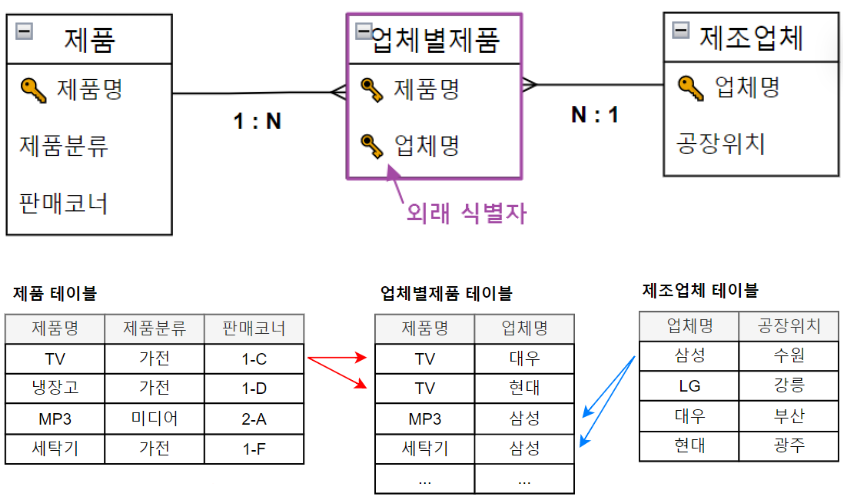 제품
제품명
제품분류
판매코너
1 : N
업체별제품
제품명
업체명
외래 식별자
N : 1
제조업체
업체명
공장위치
제품 테이블
제품명 제품분류 판매코너
TV 가전 1-C
냉장고 가전 1-D
MP3 미디어 2-A
세탁기 가전 1-F
업체별제품 테이블
제품명 업체명
TV 대우
TV 현대
MP3 삼성
세탁기 삼성
... ...
제조업체 테이블
업체명 공장위치
삼성 수원
LG 강릉
대우 부산
현대 광주